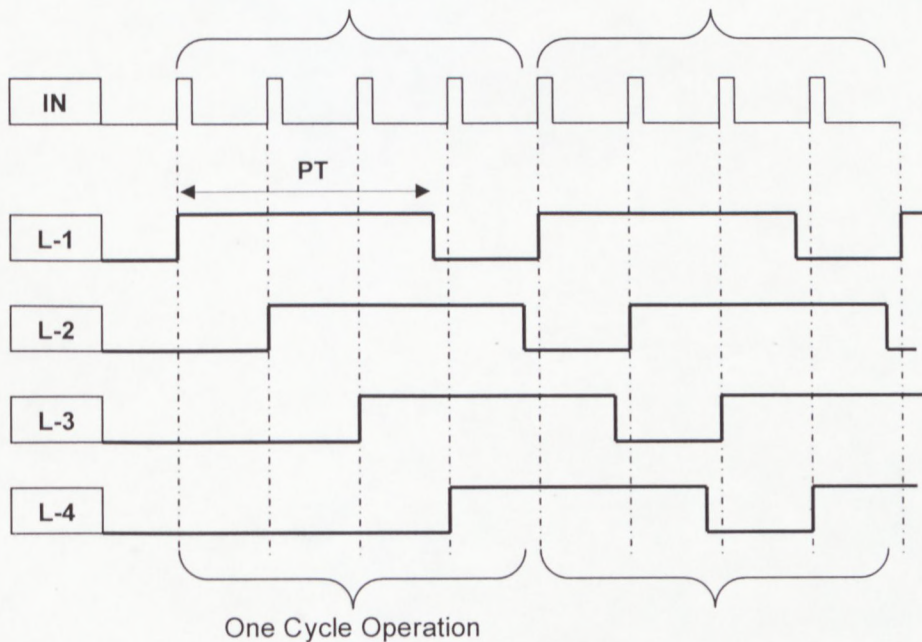 IN
PT
L-1
L-2
L-3
L-4
One Cycle Operation